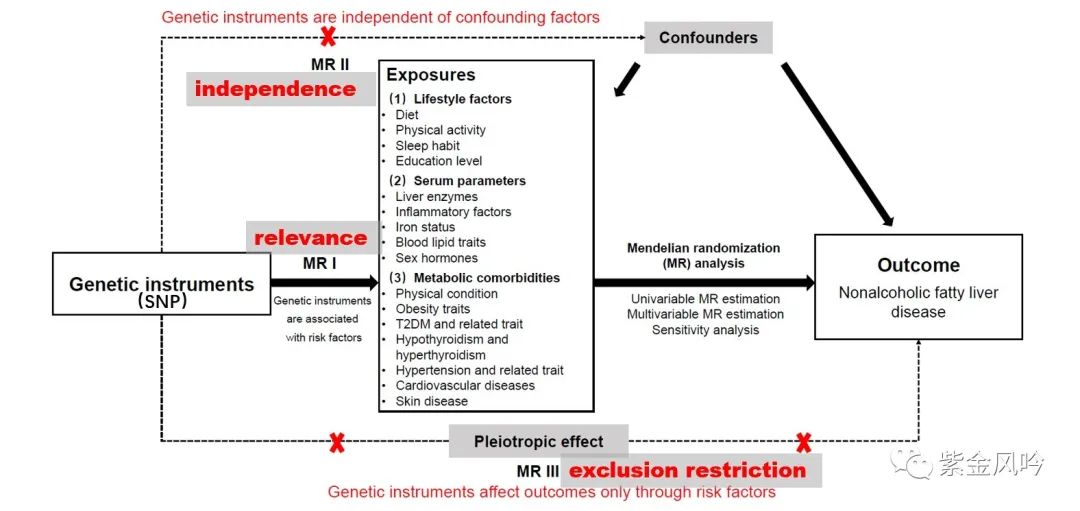 Genetic instruments are independent of confounding factors
Confounders
MR II
independence
Exposures
(1) Lifestyle factors
• Diet
• Physical activity
• Sleep habit
• Education level
(2) Serum parameters
• Liver enzymes
• Inflammatory factors
• Iron status
• Blood lipid traits
• Sex hormones
(3) Metabolic comorbidities
• Physical condition
• Obesity traits
• T2DM and related trait
• Hypothyroidism and
hyperthyroidism
• Hypertension and related trait
• Cardiovascular diseases
• Skin disease
relevance
MR I
Genetic instruments
(SNP)
Genetic instruments
are associated
with risk factors
Mendelian randomization
(MR) analysis
Univariable MR estimation
Multivariable MR estimation
Sensitivity analysis
Outcome
Nonalcoholic fatty liver
disease
Pleiotropic effect
MR III
exclusion restriction
Genetic instruments affect outcomes only through risk factors
紫金风吟